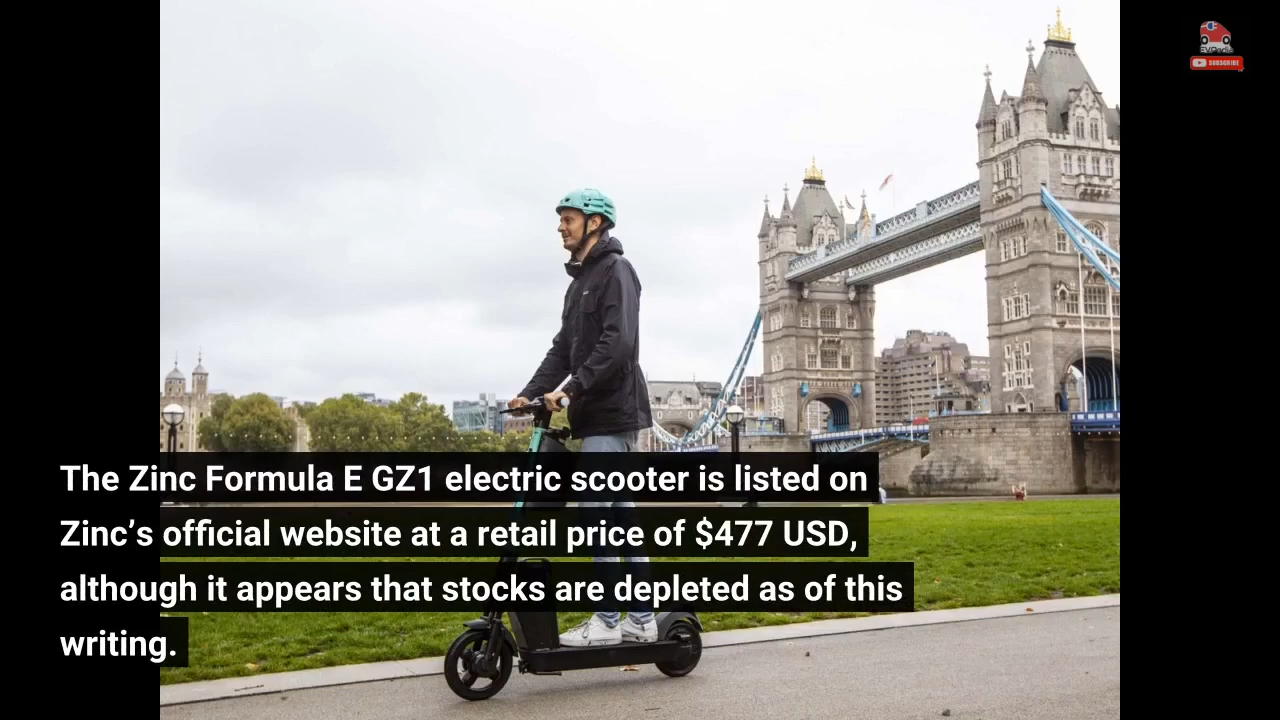 EVPedia
SUBSCRIBE
The Zinc Formula E GZ1 electric scooter is listed on
Zinc’s official website at a retail price of $477 USD,
although it appears that stocks are depleted as of this
writing.